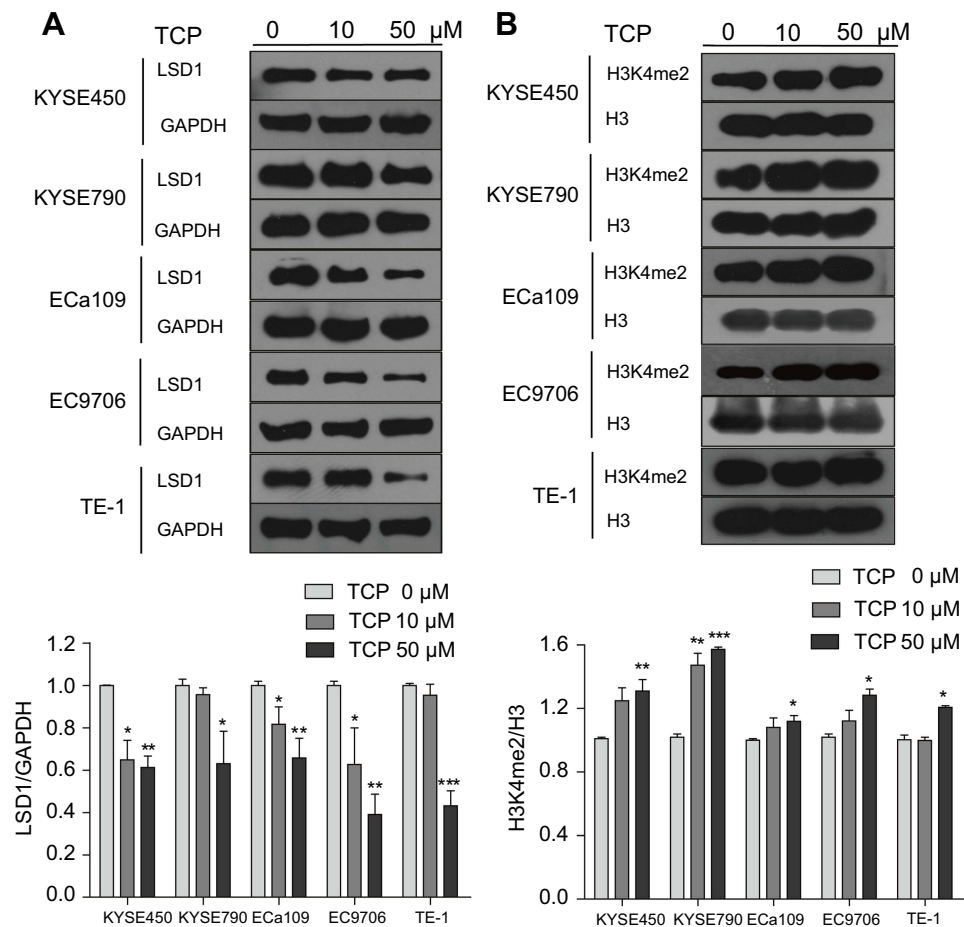 A
TCP 0 10 50 μM
KYSE450
LSD1
GAPDH
KYSE790
LSD1
GAPDH
ECa109
LSD1
GAPDH
EC9706
LSD1
GAPDH
TE-1
LSD1
GAPDH
TCP 0 μM
TCP 10 μM
TCP 50 μM
LSD1/GAPDH
1.2
1.0
0.8
0.6
0.4
0.2
0.0
* ** * * ** * ** ***
KYSE450 KYSE790 ECa109 EC9706 TE-1
B
TCP 0 10 50 μM
KYSE450
H3K4me2
H3
KYSE790
H3K4me2
H3
ECa109
H3K4me2
H3
EC9706
H3K4me2
H3
TE-1
H3K4me2
H3
TCP 0 μM
TCP 10 μM
TCP 50 μM
H3K4me2/H3
1.6
1.2
0.8
0.4
0.0
** ** *** * * *
KYSE450 KYSE790 ECa109 EC9706 TE-1